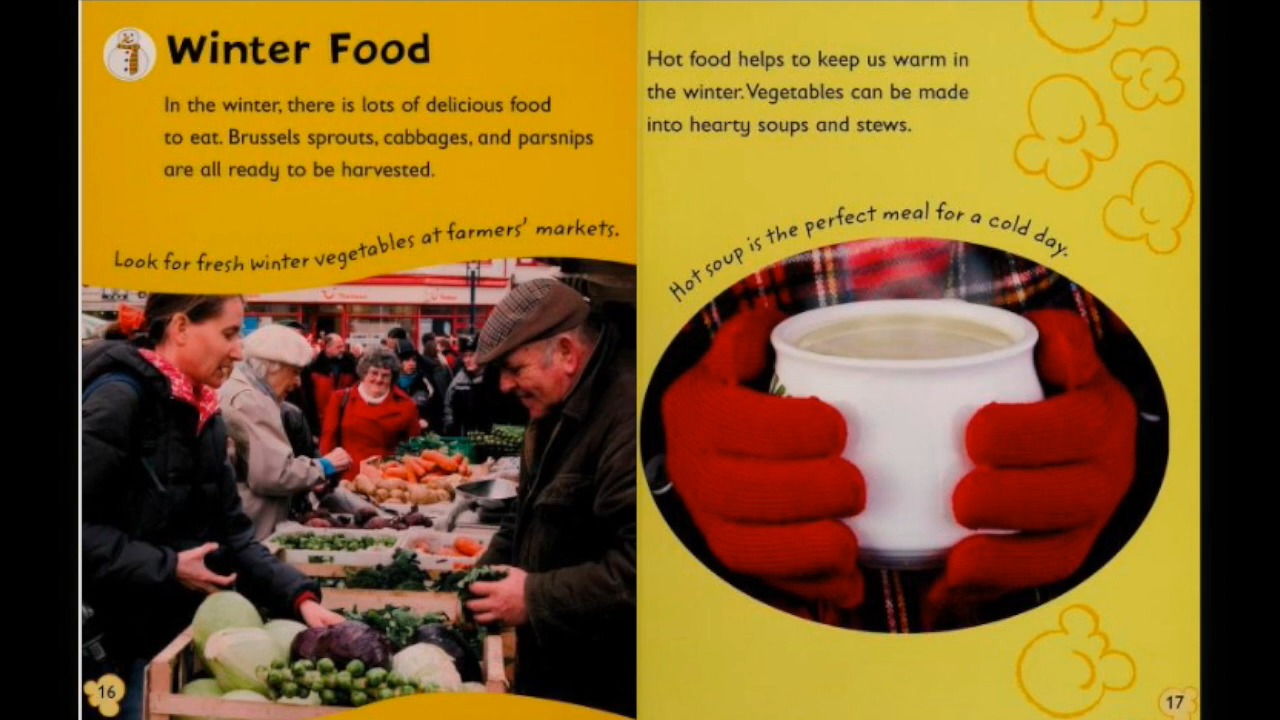 Winter Food
In the winter, there is lots of delicious food
to eat. Brussels sprouts, cabbages, and parsnips
are all ready to be harvested.
Look for fresh winter vegetables at farmers' markets.
16
Hot food helps to keep us warm in
the winter. Vegetables can be made
into hearty soups and stews.
Hot soup is the perfect meal for a cold day.
17